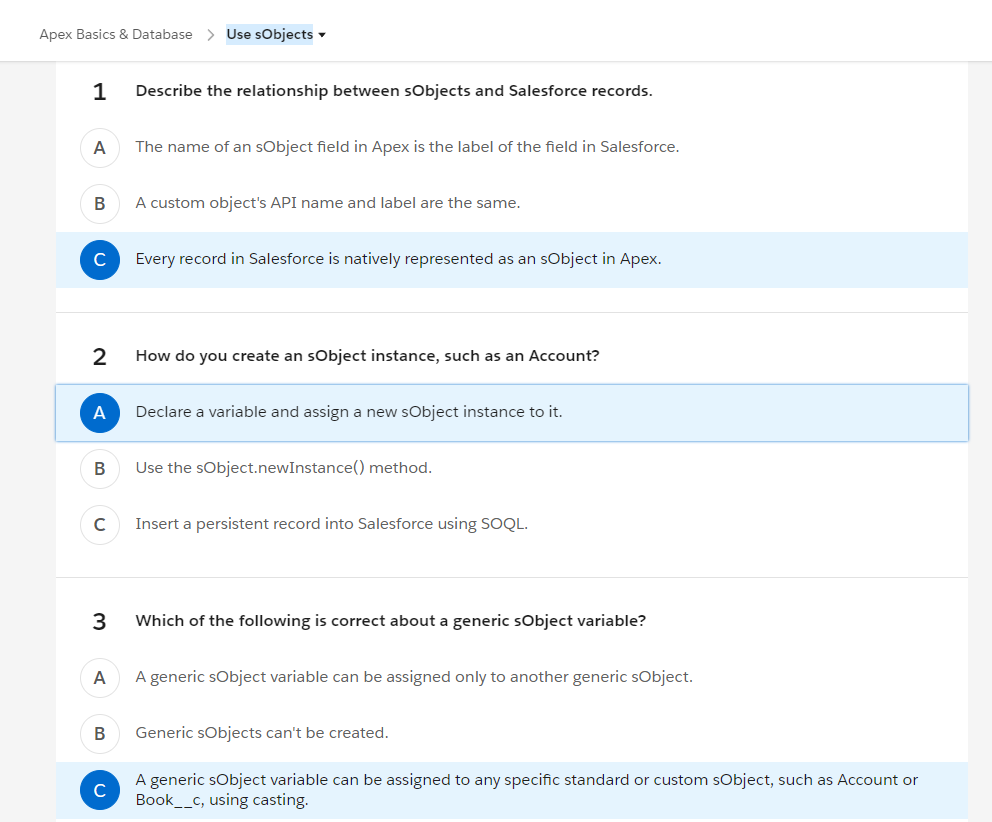 Apex Basics & Database > Use sObjects
1 Describe the relationship between sObjects and Salesforce records.
A The name of an sObject field in Apex is the label of the field in Salesforce.
B A custom object's API name and label are the same.
C Every record in Salesforce is natively represented as an sObject in Apex.
2 How do you create an sObject instance, such as an Account?
A Declare a variable and assign a new sObject instance to it.
B Use the sObject.newInstance() method.
C Insert a persistent record into Salesforce using SOQL.
3 Which of the following is correct about a generic sObject variable?
A A generic sObject variable can be assigned only to another generic sObject.
B Generic sObjects can't be created.
C A generic sObject variable can be assigned to any specific standard or custom sObject, such as Account or
Book__c, using casting.